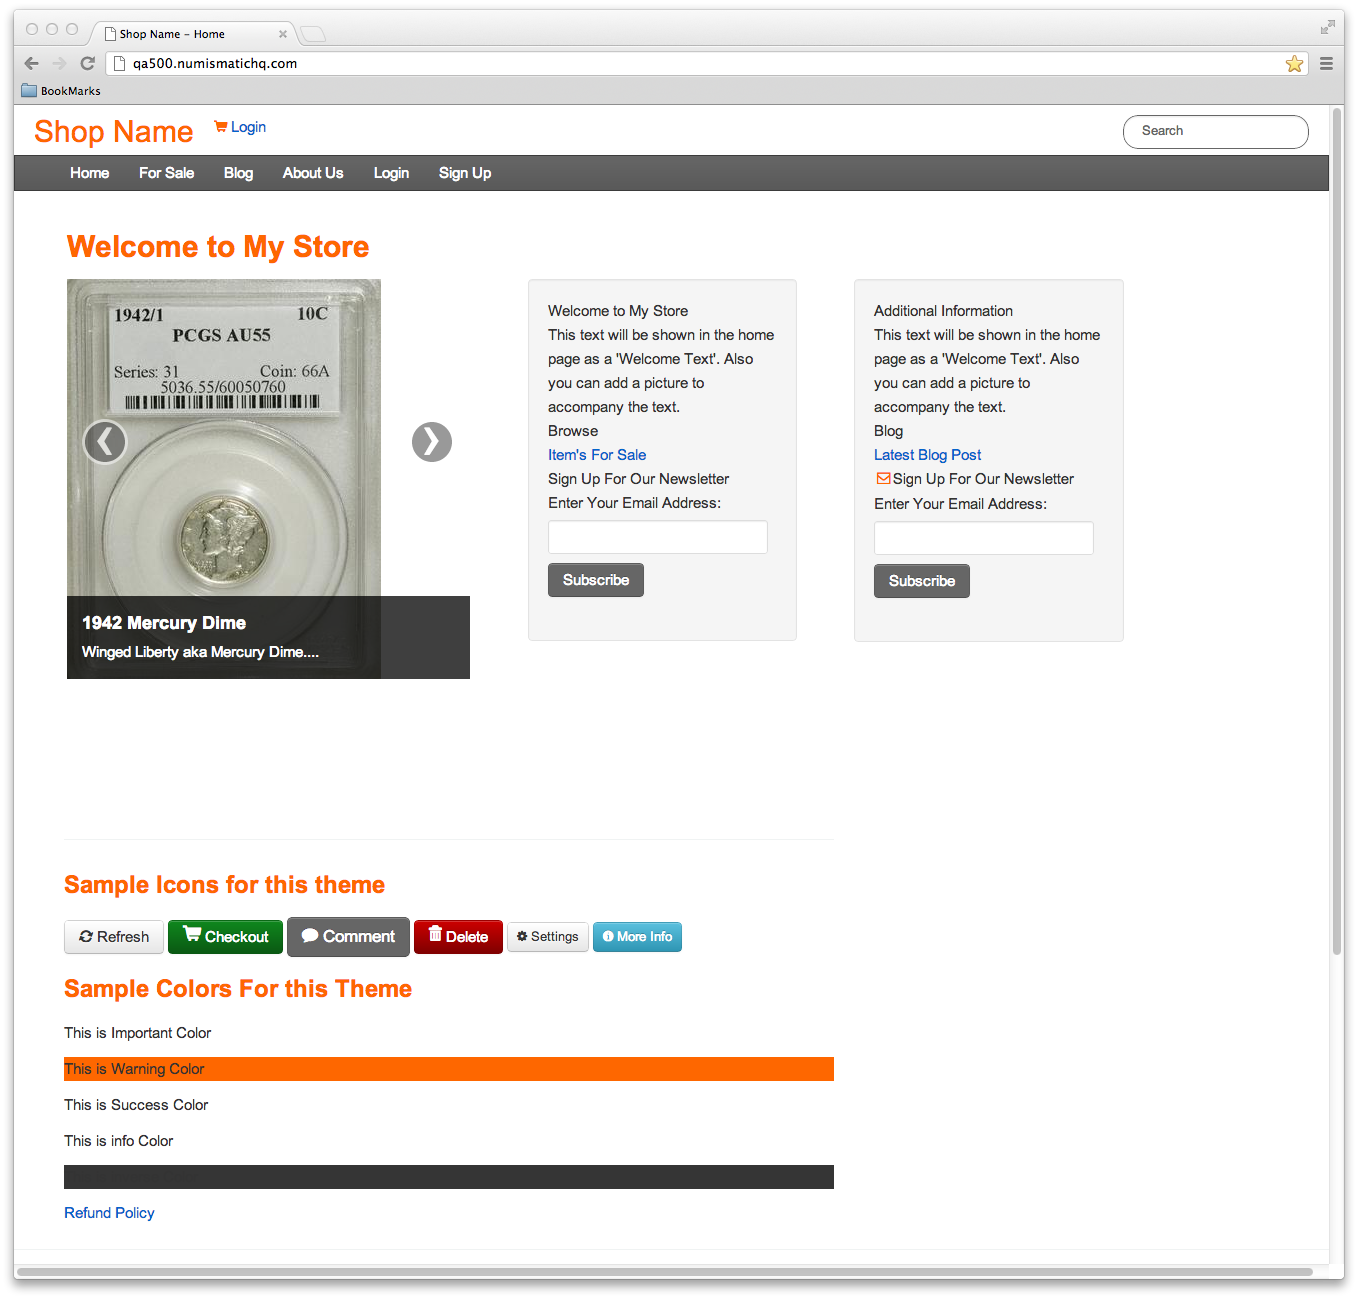 Shop Name – Home
qa500.numismatichq.com
BookMarks
Shop Name
Login
Search
Home
For Sale
Blog
About Us
Login
Sign Up
Welcome to My Store
1942/1 10C
PCGS AU55
Series: 31 Coin: 66A
5036.55/60050760
1942 Mercury Dime
Winged Liberty aka Mercury Dime....
Welcome to My Store
This text will be shown in the home
page as a 'Welcome Text'. Also
you can add a picture to
accompany the text.
Browse
Item's For Sale
Sign Up For Our Newsletter
Enter Your Email Address:
Subscribe
Additional Information
This text will be shown in the home
page as a 'Welcome Text'. Also
you can add a picture to
accompany the text.
Blog
Latest Blog Post
Sign Up For Our Newsletter
Enter Your Email Address:
Subscribe
Sample Icons for this theme
Refresh
Checkout
Comment
Delete
Settings
More Info
Sample Colors For this Theme
This is Important Color
This is Warning Color
This is Success Color
This is info Color
Refund Policy